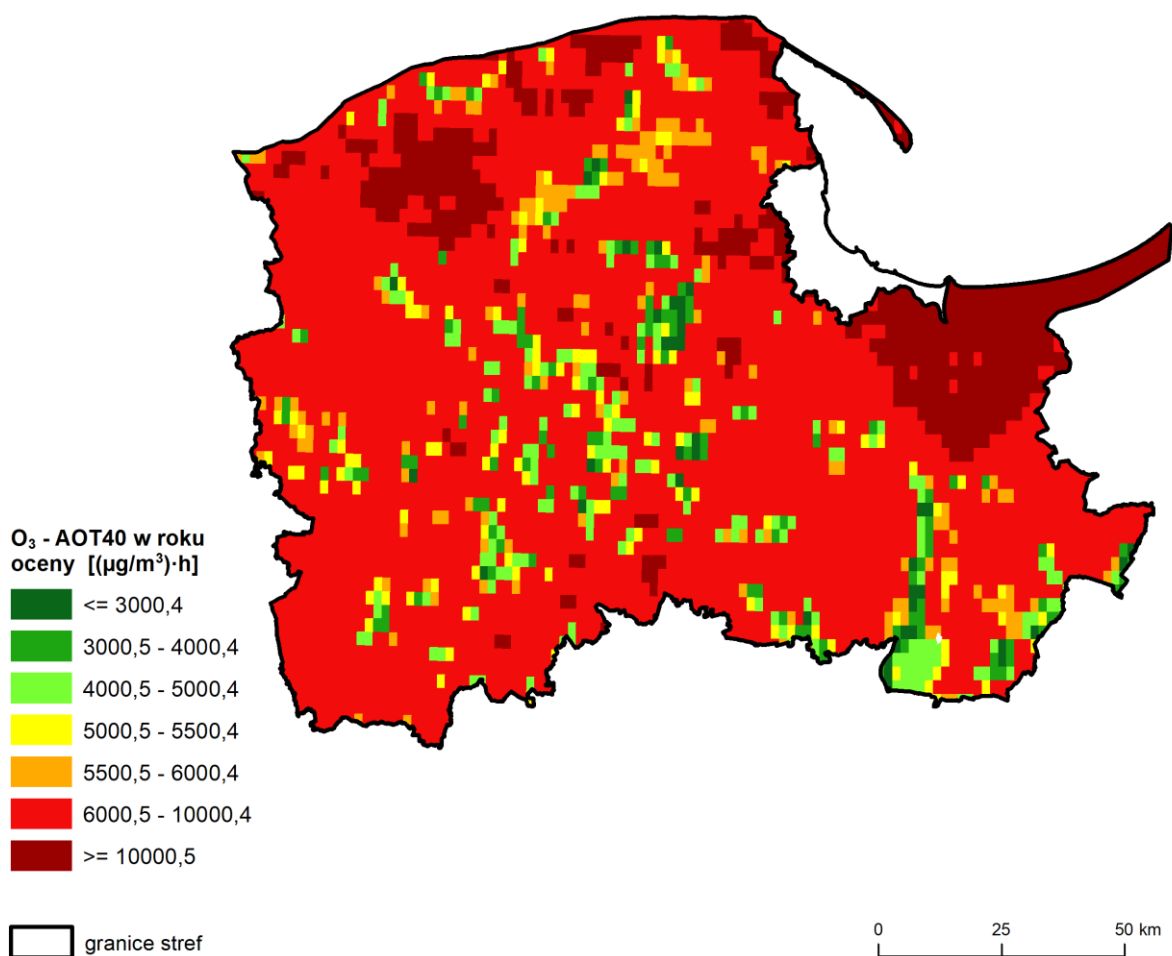 O₃ - AOT40 w roku
oceny [(µg/m³)·h]
<= 3000,4
3000,5 - 4000,4
4000,5 - 5000,4
5000,5 - 5500,4
5500,5 - 6000,4
6000,5 - 10000,4
>= 10000,5
granice stref
0 25 50 km